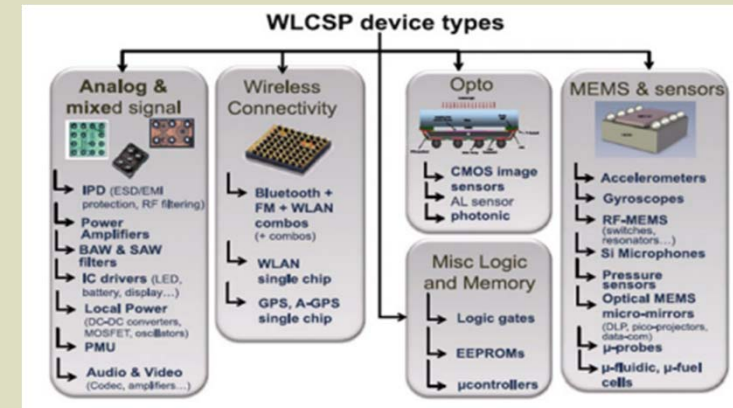 WLCSP device types
Analog &
mixed signal
IPD (ESD/EMI
protection, RF filtering)
Power
Amplifiers
BAW & SAW
filters
IC drivers (LED,
battery, display...)
Local Power
(DC-DC converters,
MOSFET, oscillators)
PMU
Audio & Video
(Codec, amplifiers...)
Wireless
Connectivity
Bluetooth +
FM + WLAN
combos
(+ combos)
WLAN
single chip
GPS, A-GPS
single chip
Opto
CMOS image
sensors
AL sensor
photonic
Misc Logic
and Memory
Logic gates
EEPROMs
µcontrollers
MEMS & sensors
Accelerometers
Gyroscopes
RF-MEMS
(switches,
resonators...)
Si Microphones
Pressure
sensors
Optical MEMS
micro-mirrors
(DLP, pico-projectors,
data-com)
µ-probes
µ-fluidic, µ-fuel
cells